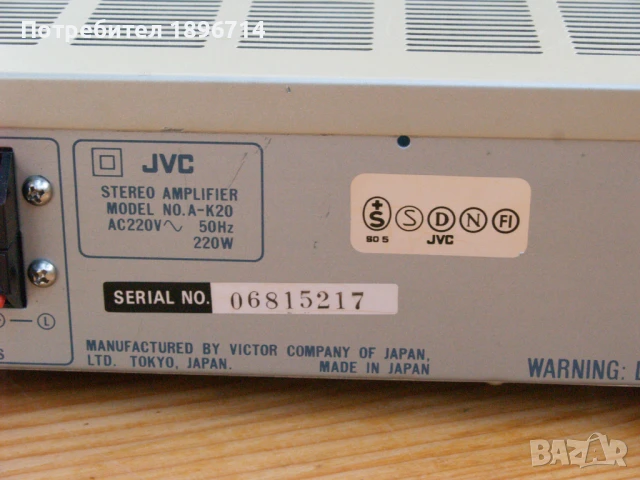 Потребител 1896714
JVC
STEREO AMPLIFIER
MODEL NO. A-K20
AC220V~ 50Hz
220W
+S S D N FI
SO 5 JVC
SERIAL NO. 06815217
L
S
MANUFACTURED BY VICTOR COMPANY OF JAPAN,
LTD. TOKYO, JAPAN. MADE IN JAPAN
WARNING:
BAZAR